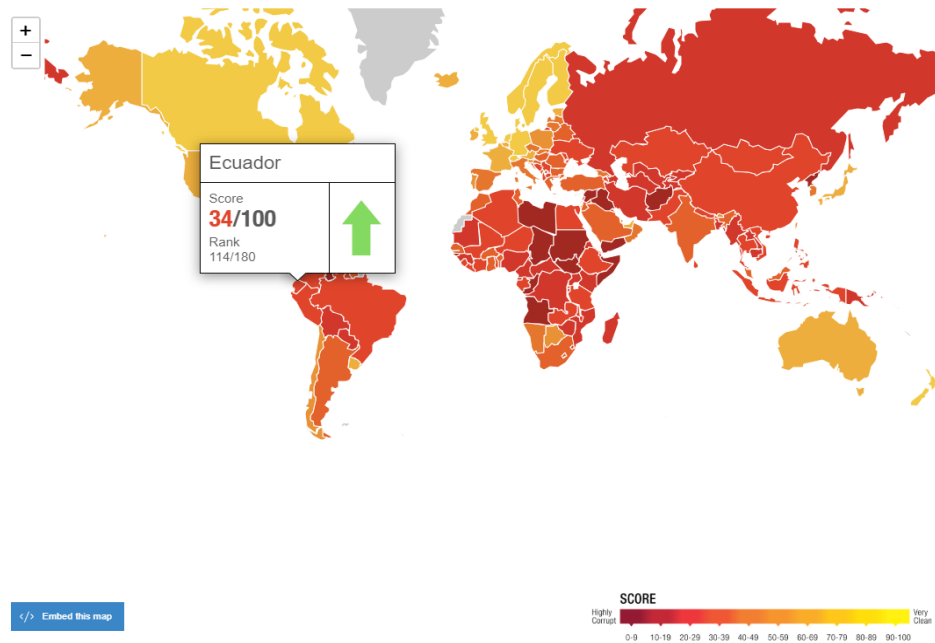 +
−
Ecuador
Score
34/100
Rank
114/180
</> Embed this map
SCORE
Highly Corrupt
0-9 10-19 20-29 30-39 40-49 50-59 60-69 70-79 80-89 90-100
Very Clean